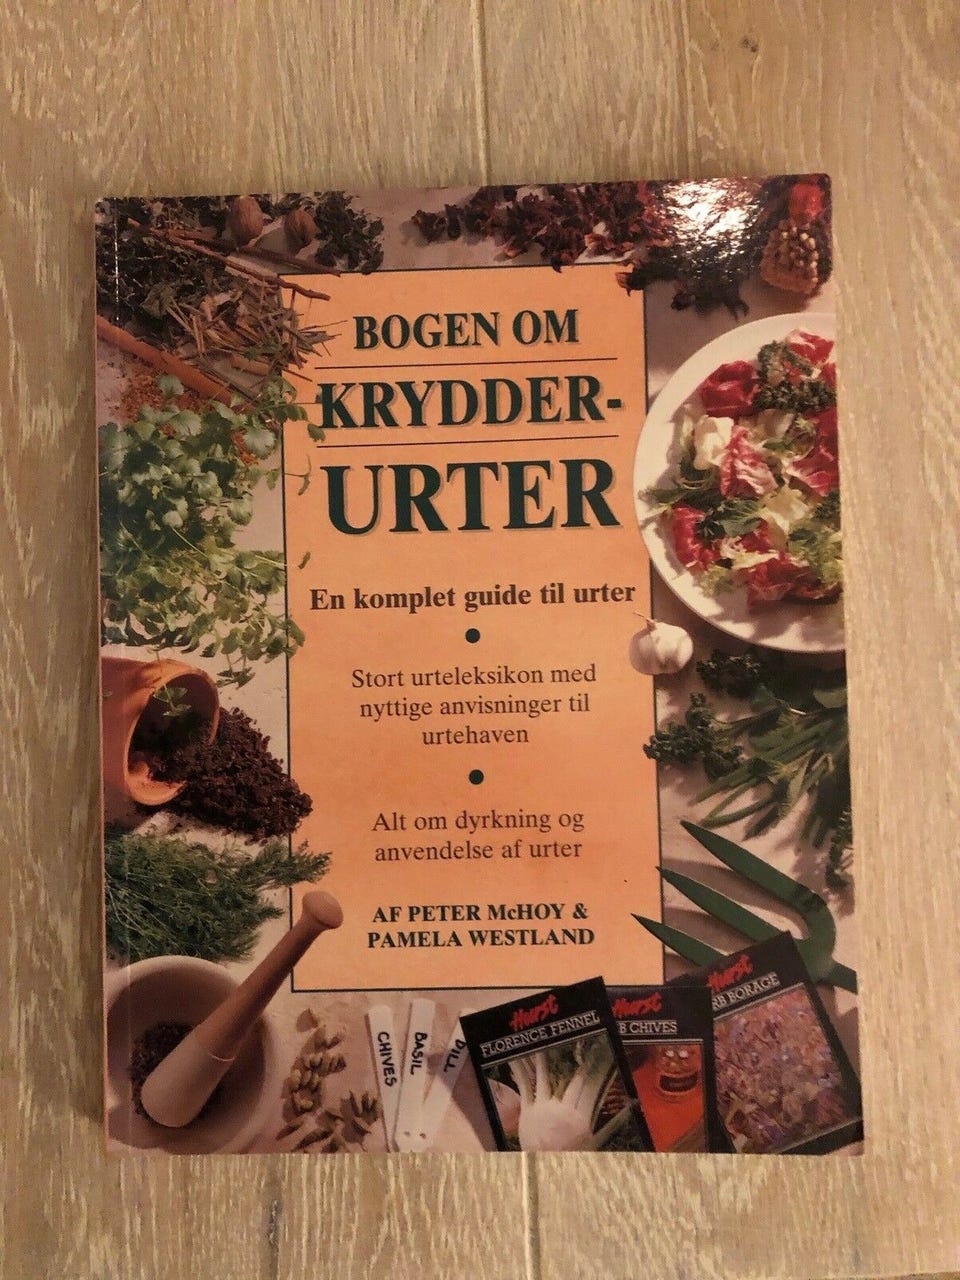 BOGEN OM
KRYDDER-
URTER
En komplet guide til urter
Stort urteleksikon med
nyttige anvisninger til
urtehaven
Alt om dyrkning og
anvendelse af urter
AF PETER McHOY &
PAMELA WESTLAND
CHIVES
BASIL
DILL
Hurst
FLORENCE FENNEL
Hurst
B CHIVES
Hurst
RB BORAGE